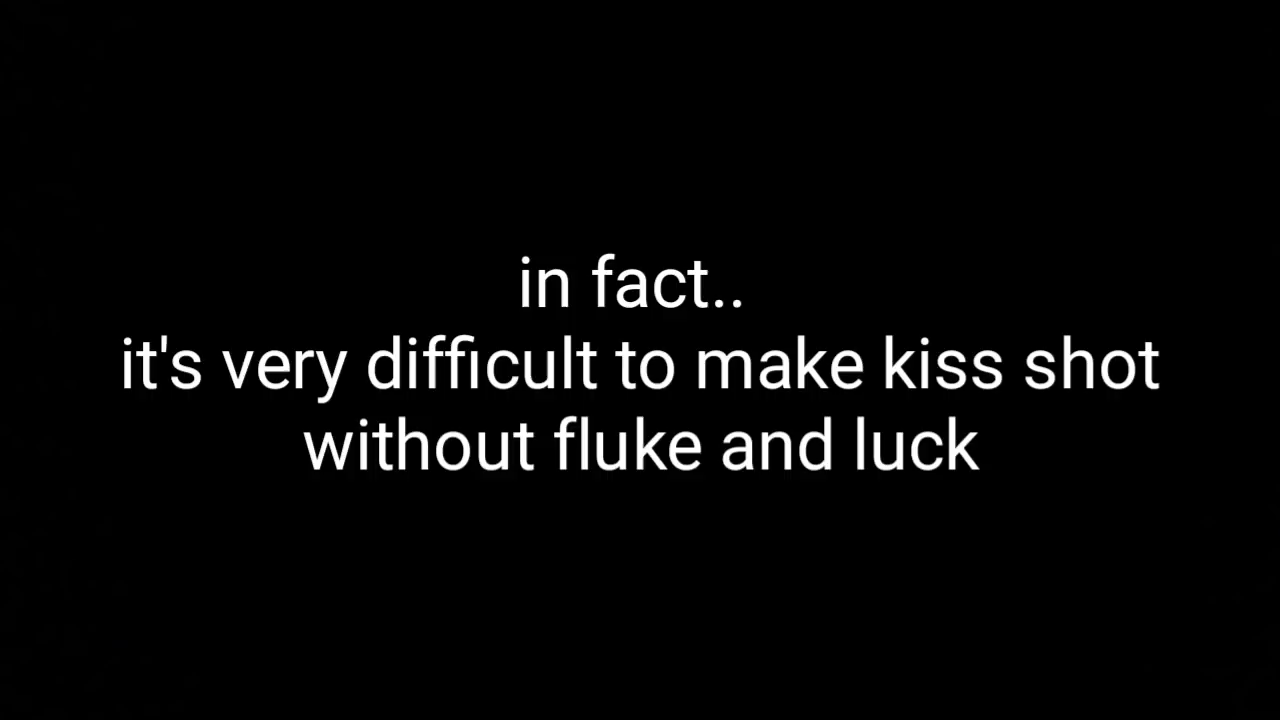 in fact..
it's very difficult to make kiss shot
without fluke and luck